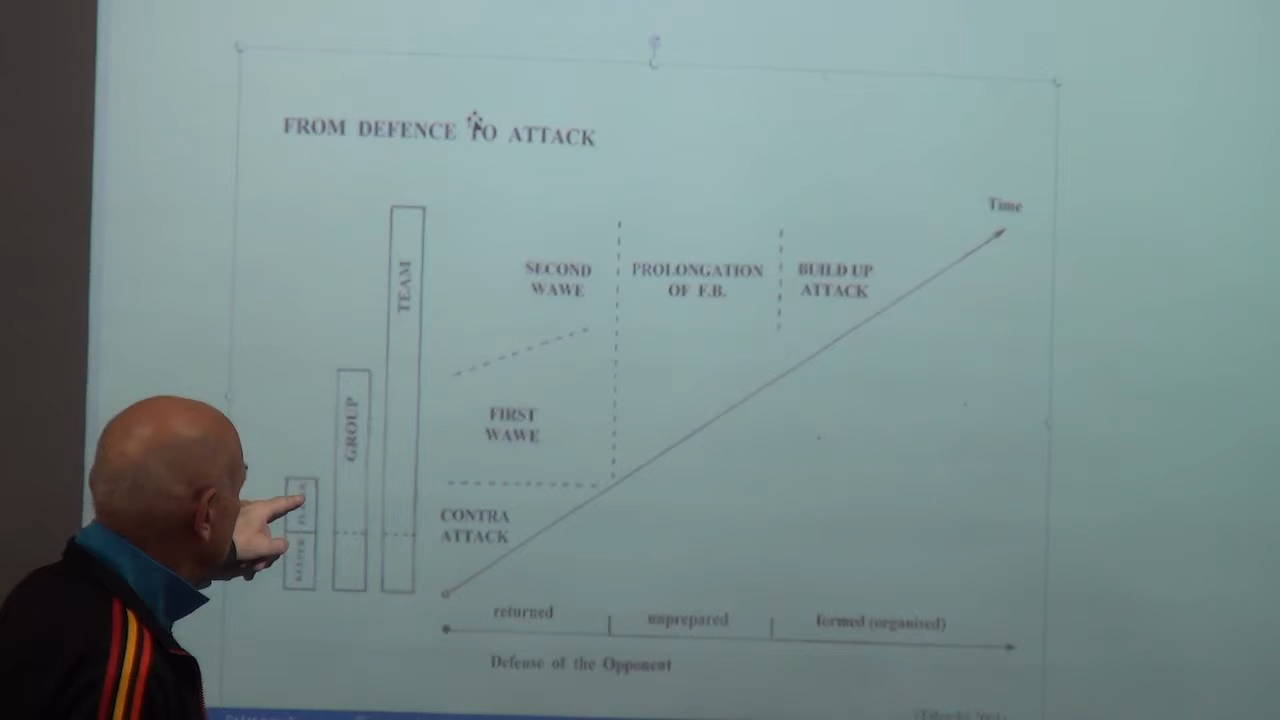 FROM DEFENCE TO ATTACK
Time
TEAM
GROUP
KEEPER
SECOND
WAWE
PROLONGATION
OF F.B.
BUILD UP
ATTACK
FIRST
WAWE
CONTRA
ATTACK
returned
unprepared
formed (organised)
Defense of the Opponent